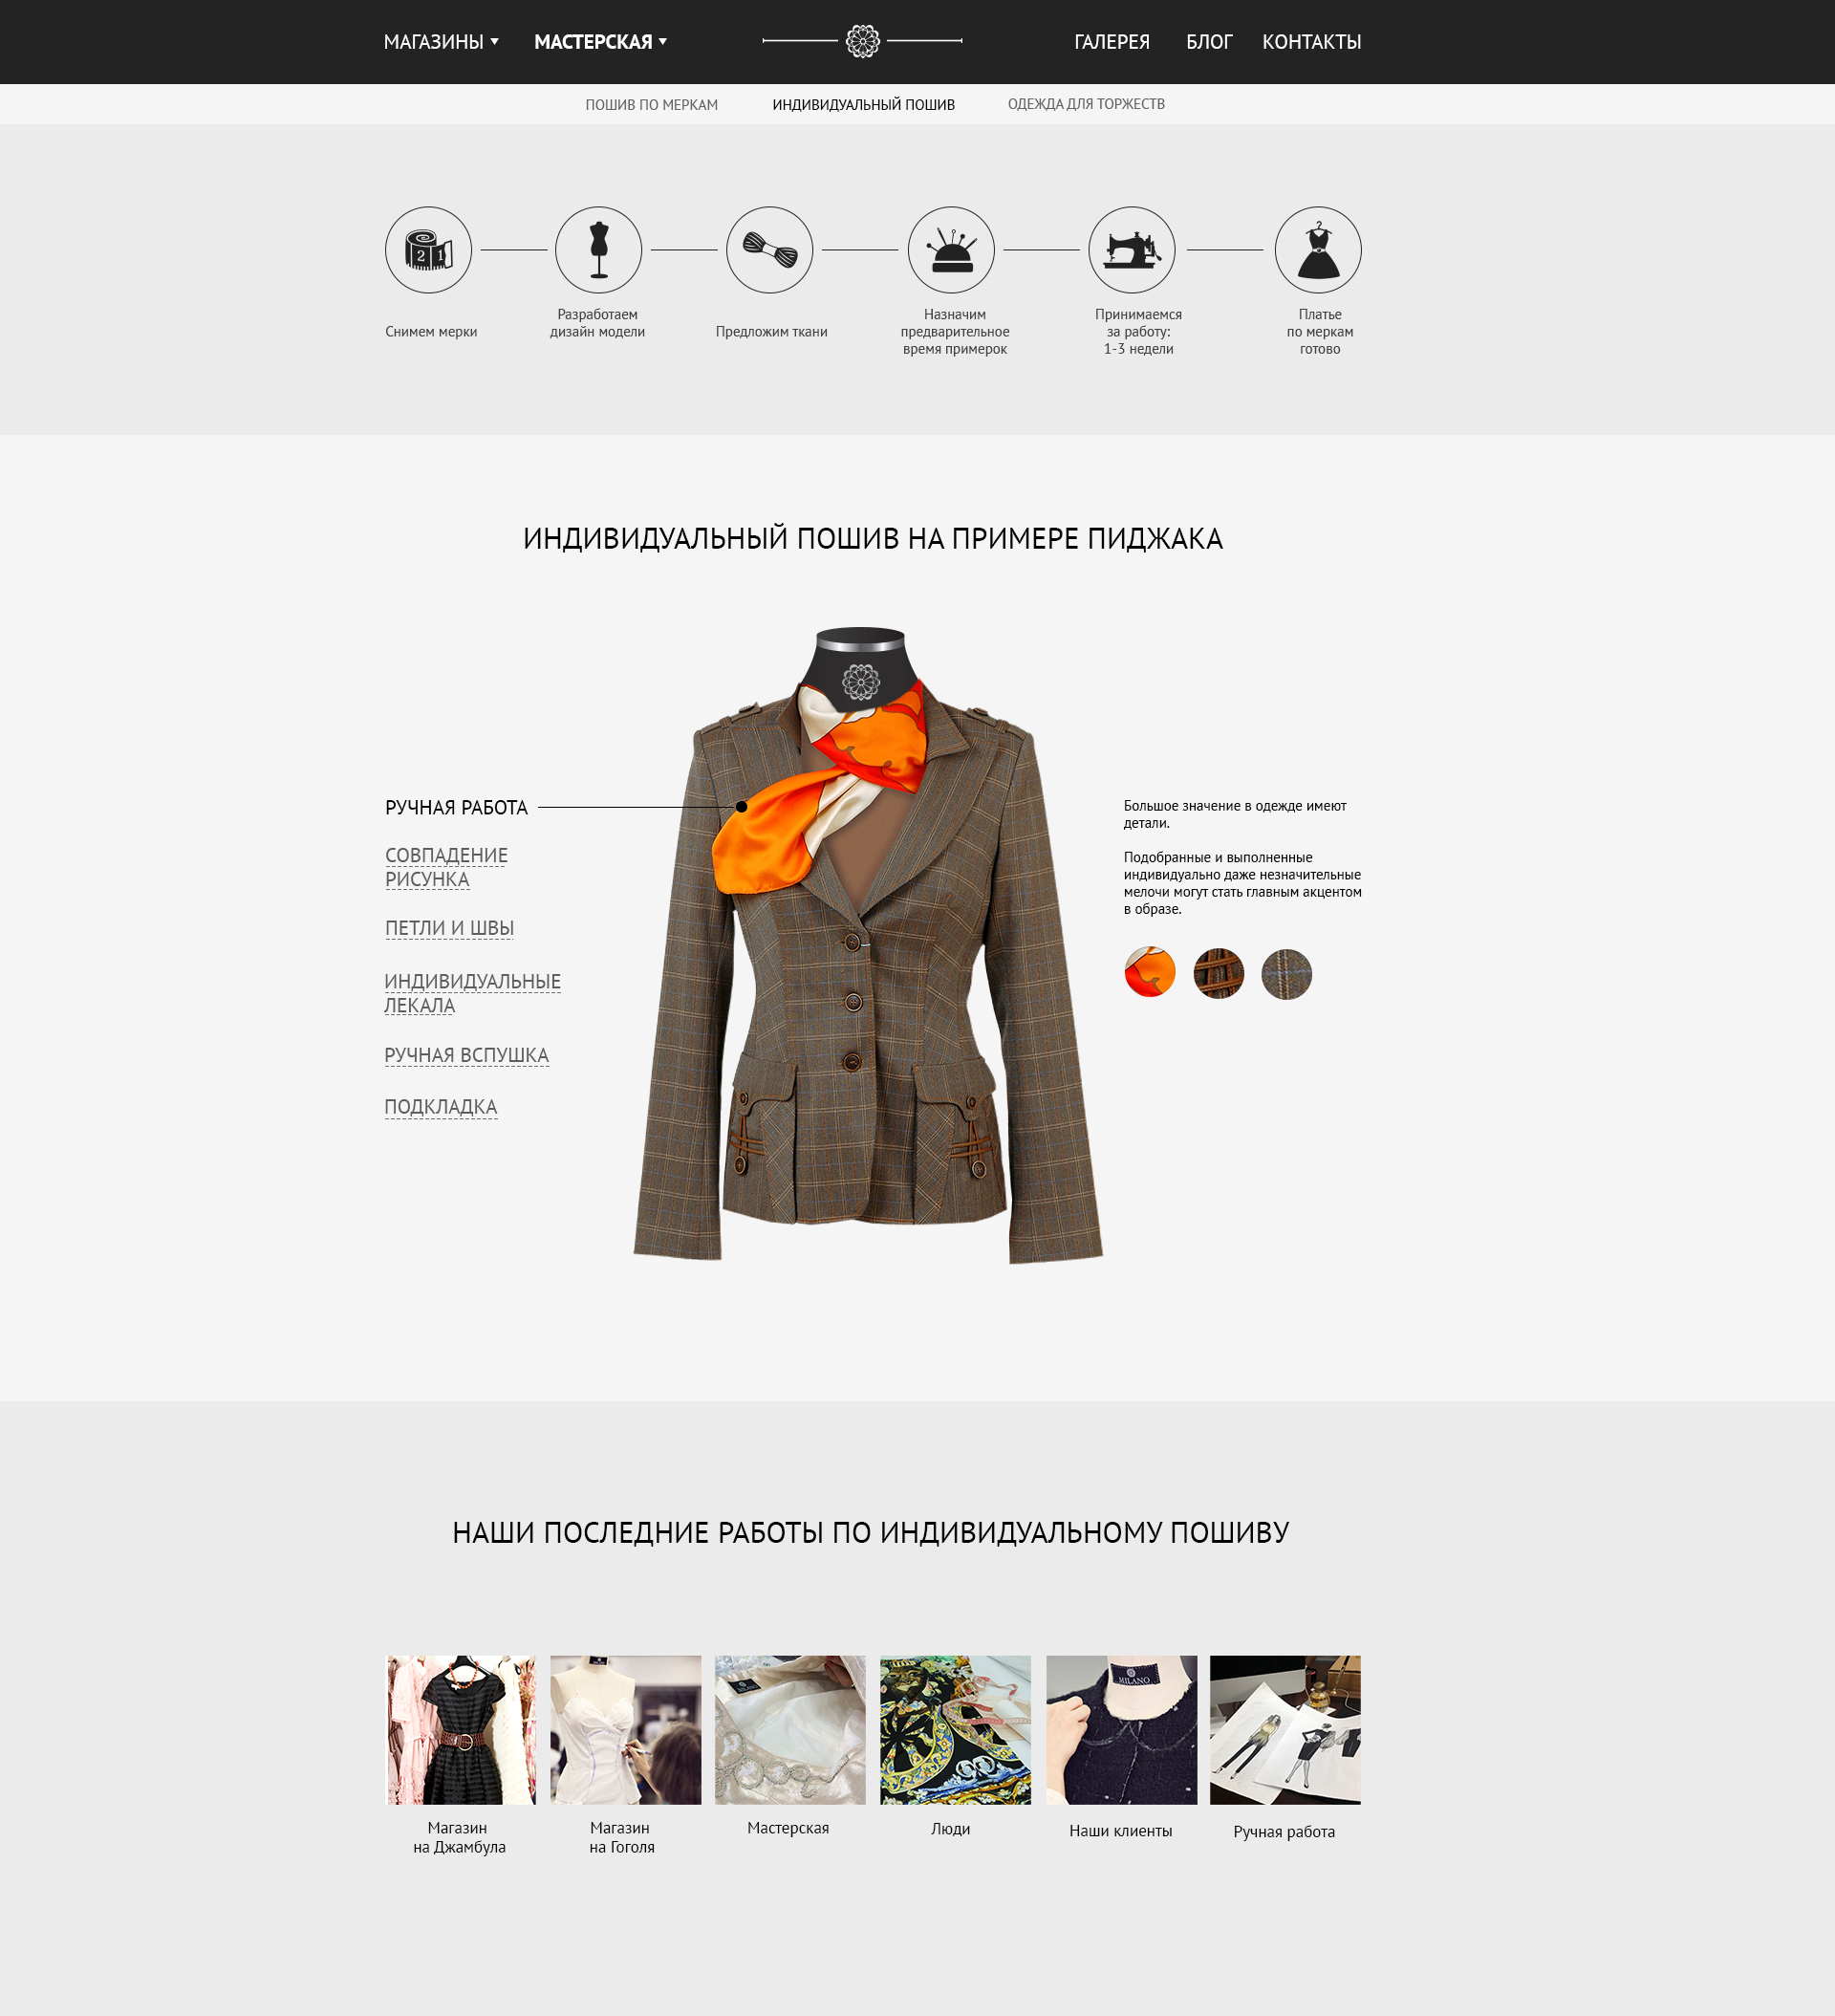 МАГАЗИНЫ
МАСТЕРСКАЯ
ГАЛЕРЕЯ
БЛОГ
КОНТАКТЫ
ПОШИВ ПО МЕРКАМ
ИНДИВИДУАЛЬНЫЙ ПОШИВ
ОДЕЖДА ДЛЯ ТОРЖЕСТВ
2 1
Снимем мерки
Разработаем
дизайн модели
Предложим ткани
Назначим
предварительное
время примерок
Принимаемся
за работу:
1-3 недели
Платье
по меркам
готово
ИНДИВИДУАЛЬНЫЙ ПОШИВ НА ПРИМЕРЕ ПИДЖАКА
РУЧНАЯ РАБОТА
СОВПАДЕНИЕ
РИСУНКА
ПЕТЛИ И ШВЫ
ИНДИВИДУАЛЬНЫЕ
ЛЕКАЛА
РУЧНАЯ ВСПУШКА
ПОДКЛАДКА
Большое значение в одежде имеют
детали.
Подобранные и выполненные
индивидуально даже незначительные
мелочи могут стать главным акцентом
в образе.
НАШИ ПОСЛЕДНИЕ РАБОТЫ ПО ИНДИВИДУАЛЬНОМУ ПОШИВУ
MILANO
Магазин
на Джамбула
Магазин
на Гоголя
Мастерская
Люди
Наши клиенты
Ручная работа